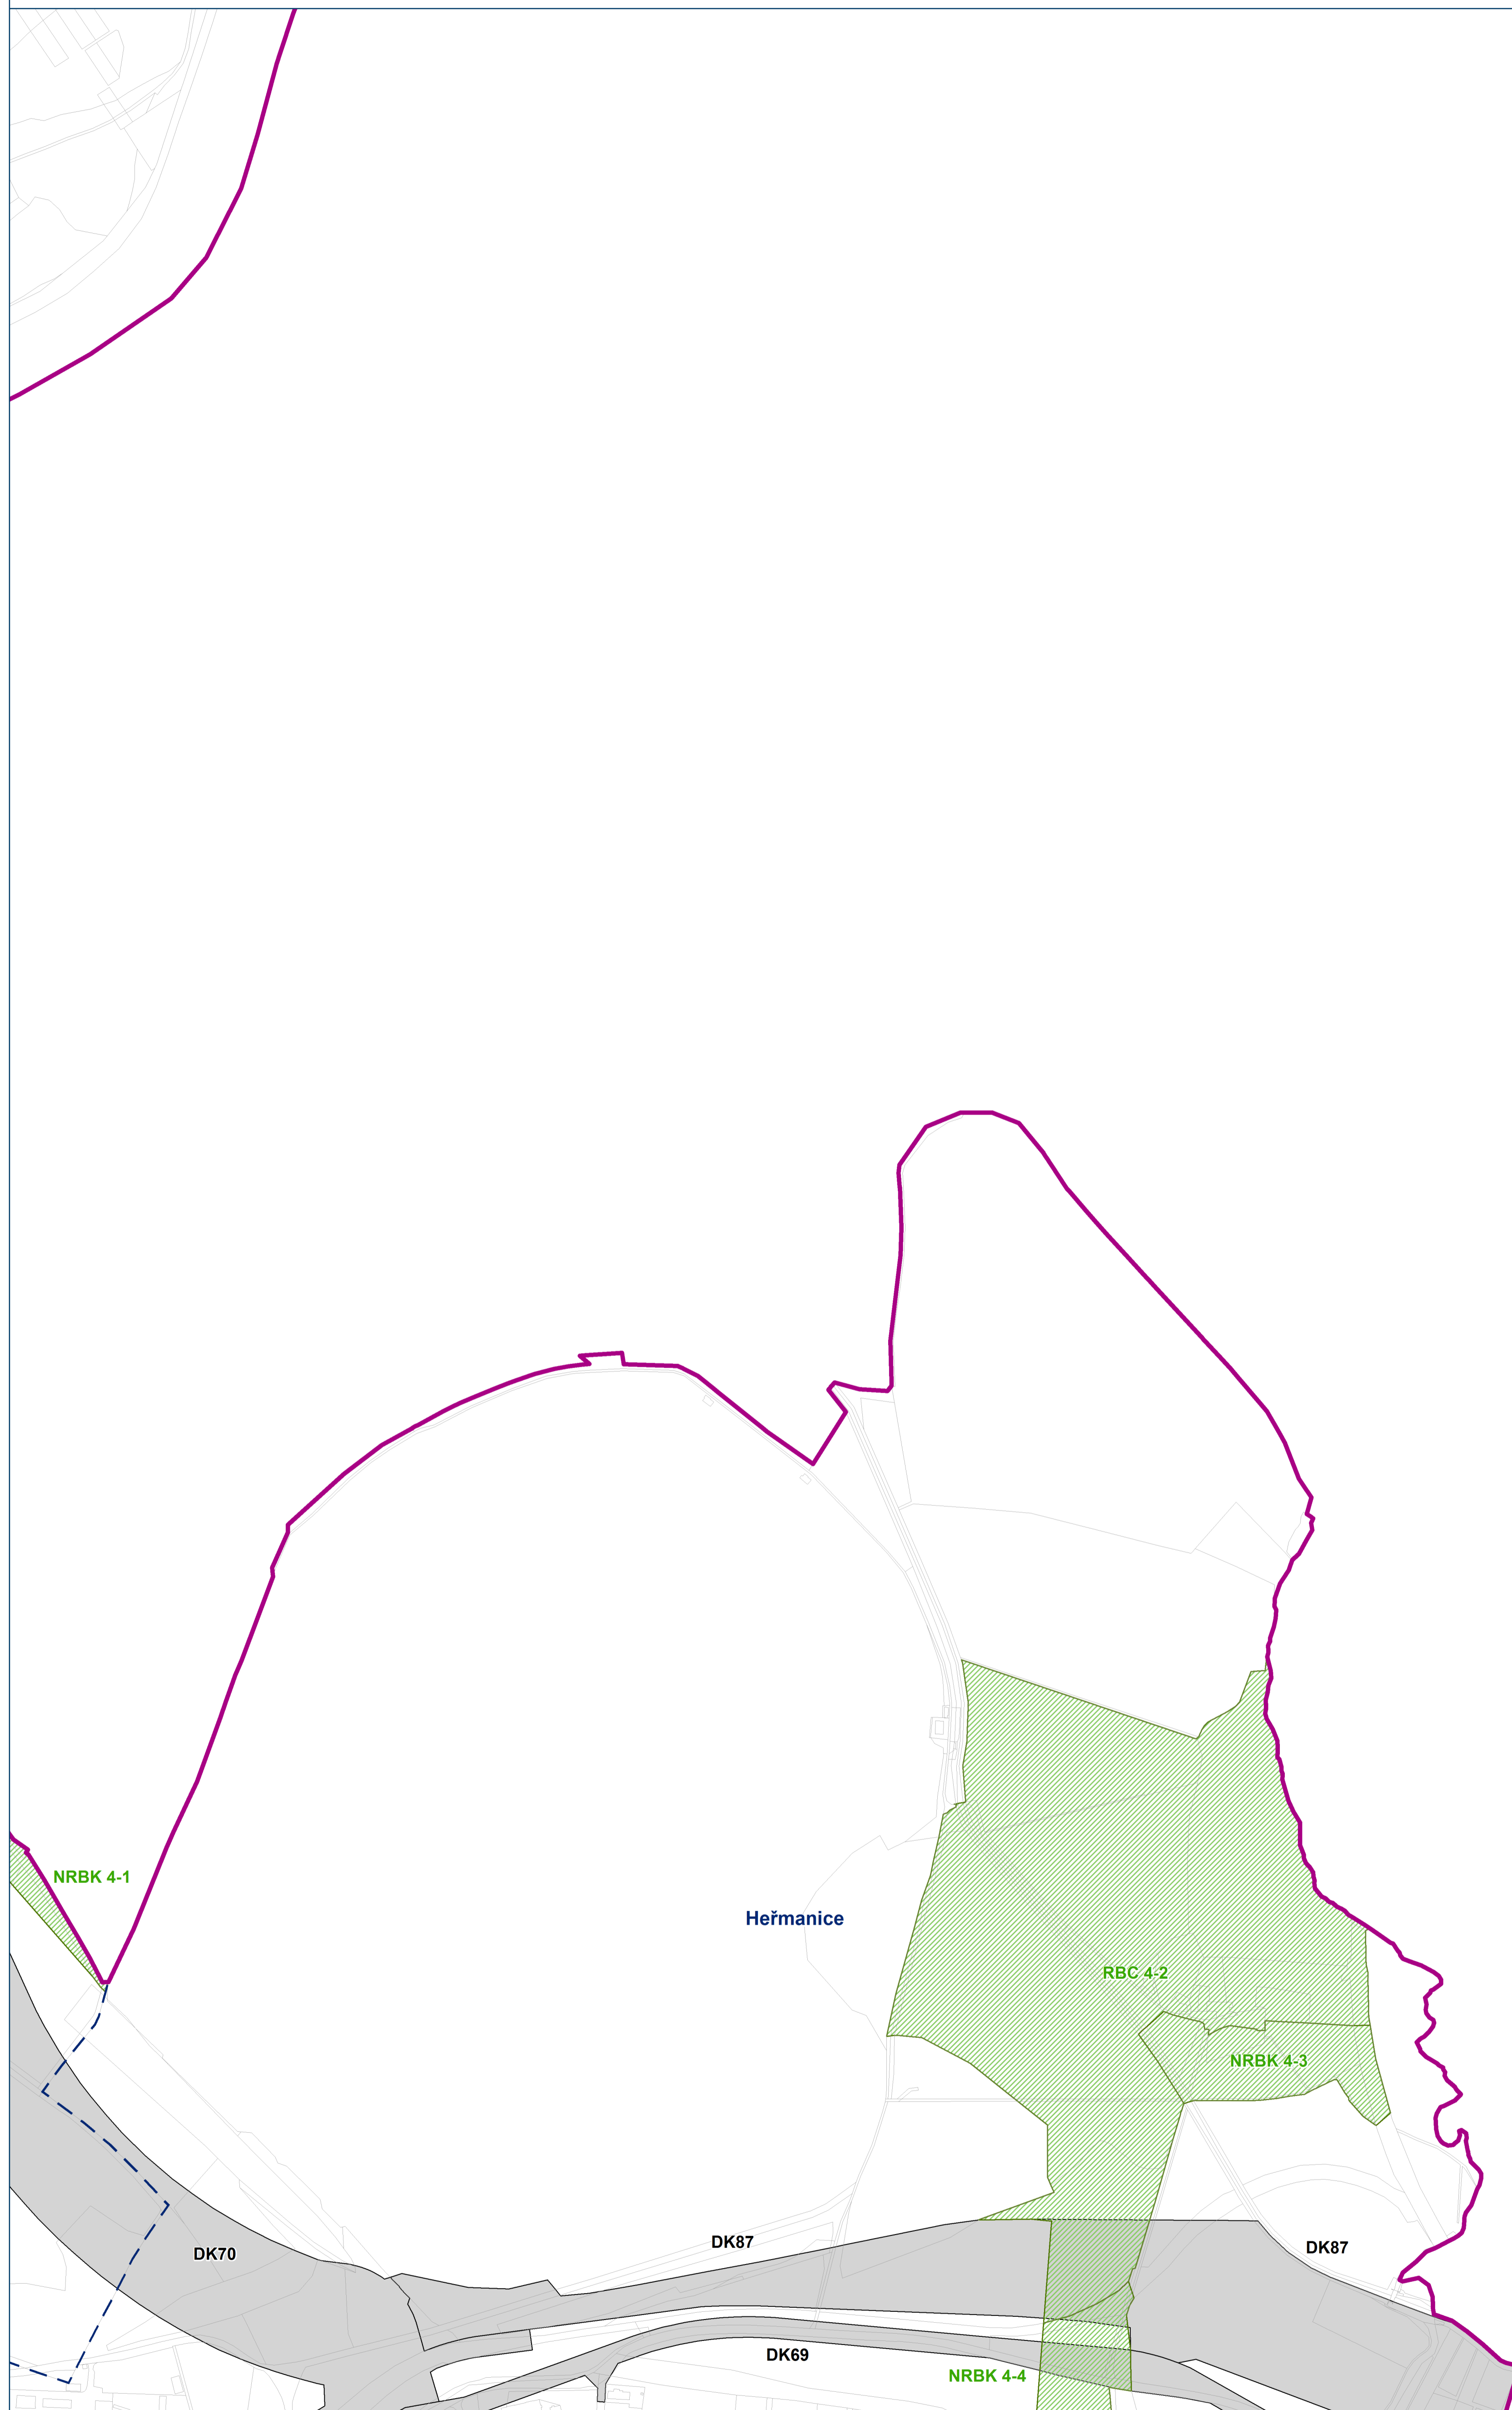 NRBK 4-1
Heřmanice
RBC 4-2
NRBK 4-3
DK87
DK87
DK70
DK69
NRBK 4-4